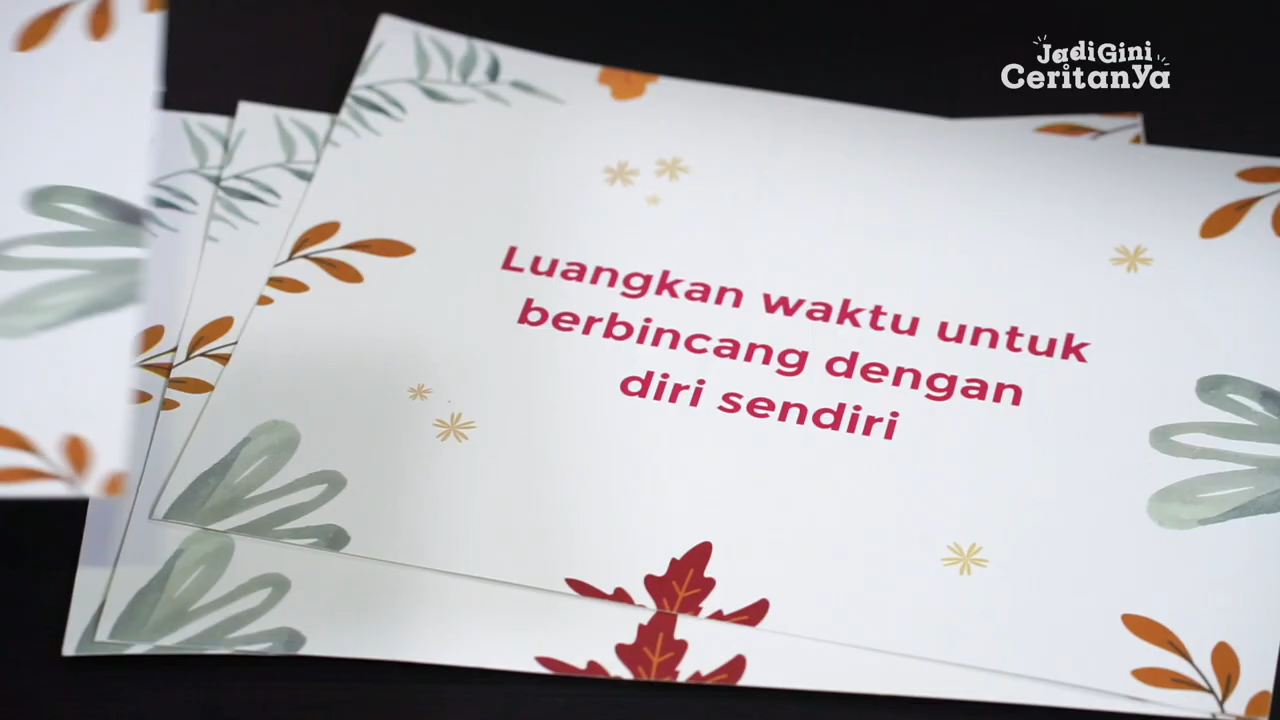 JadiGini
CeritanYa
Luangkan waktu untuk
berbincang dengan
diri sendiri